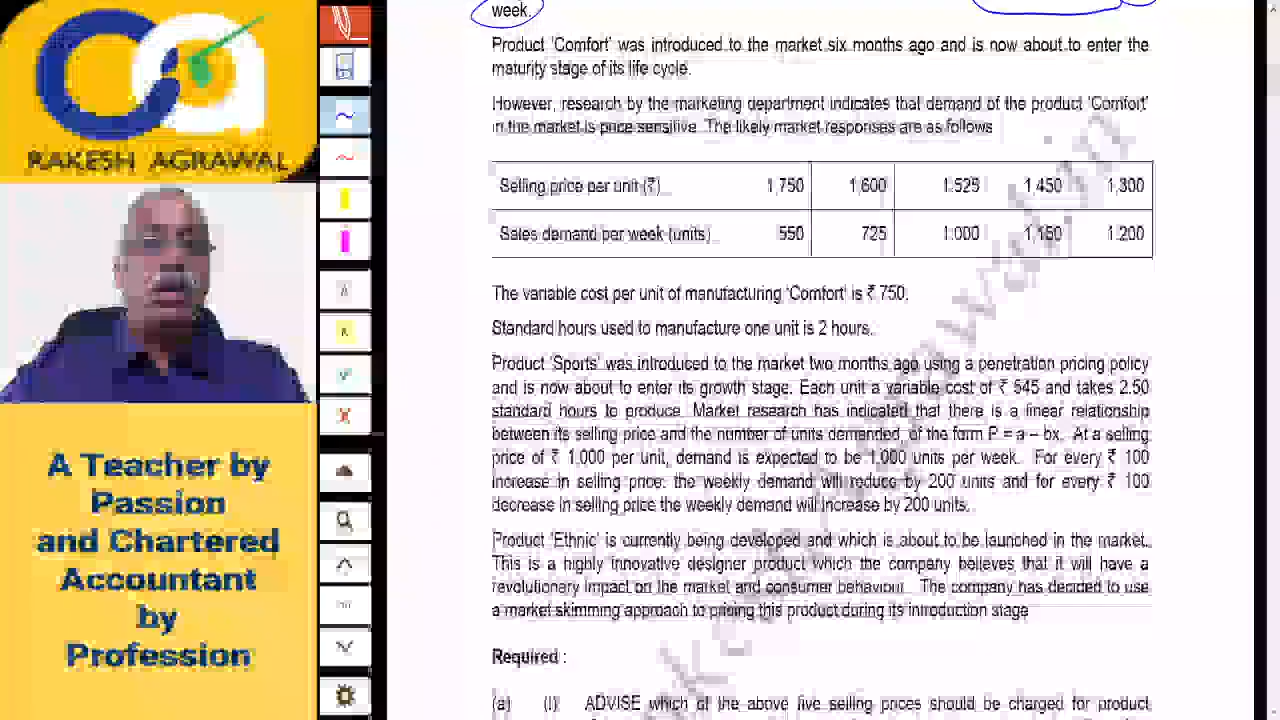 RAKESH AGRAWAL
A Teacher by
Passion
and Chartered
Accountant
by
Profession
week.
Product 'Comfort' was introduced to the market six months ago and is now about to enter the
maturity stage of its life cycle.
However, research by the marketing department indicates that demand of the product 'Comfort'
in the market is price sensitive. The likely market responses are as follows
Selling price per unit (₹) 1,750 1,600 1,525 1,450 1,300
Sales demand per week (units) 550 725 1,000 1,150 1,200
The variable cost per unit of manufacturing 'Comfort' is ₹ 750.
Standard hours used to manufacture one unit is 2 hours.
Product 'Sports' was introduced to the market two months ago using a penetration pricing policy
and is now about to enter its growth stage. Each unit a variable cost of ₹ 545 and takes 2.50
standard hours to produce. Market research has indicated that there is a linear relationship
between its selling price and the number of units demanded, of the form P = a – bx. At a selling
price of ₹ 1,000 per unit, demand is expected to be 1,000 units per week. For every ₹ 100
increase in selling price, the weekly demand will reduce by 200 units and for every ₹ 100
decrease in selling price the weekly demand will increase by 200 units.
Product 'Ethnic' is currently being developed and which is about to be launched in the market.
This is a highly innovative designer product which the company believes that it will have a
revolutionary impact on the market and consumer behaviour. The company has decided to use
a market skimming approach to pricing this product during its introduction stage
Required :
(a) (i) ADVISE which of the above five selling prices should be charged for product